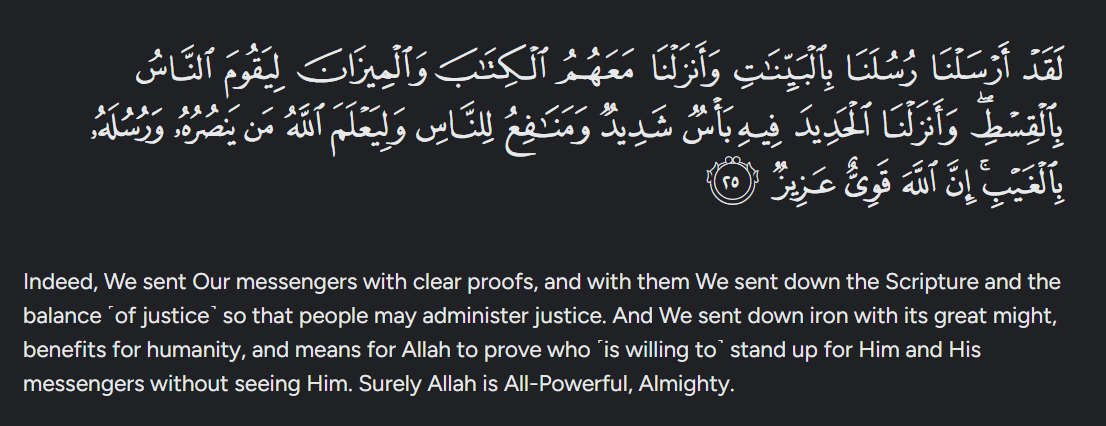 لَقَدْ أَرْسَلْنَا رُسُلَنَا بِٱلْبَيِّنَـٰتِ وَأَنزَلْنَا مَعَهُمُ ٱلْكِتَـٰبَ وَٱلْمِيزَانَ لِيَقُومَ ٱلنَّاسُ
بِٱلْقِسْطِ ۖ وَأَنزَلْنَا ٱلْحَدِيدَ فِيهِ بَأْسٌ شَدِيدٌ وَمَنَـٰفِعُ لِلنَّاسِ وَلِيَعْلَمَ ٱللَّهُ مَن يَنصُرُهُۥ وَرُسُلَهُۥ
بِٱلْغَيْبِ ۚ إِنَّ ٱللَّهَ قَوِىٌّ عَزِيزٌ ٢٥
Indeed, We sent Our messengers with clear proofs, and with them We sent down the Scripture and the
balance ˹of justice˺ so that people may administer justice. And We sent down iron with its great might,
benefits for humanity, and means for Allah to prove who ˹is willing to˺ stand up for Him and His
messengers without seeing Him. Surely Allah is All-Powerful, Almighty.